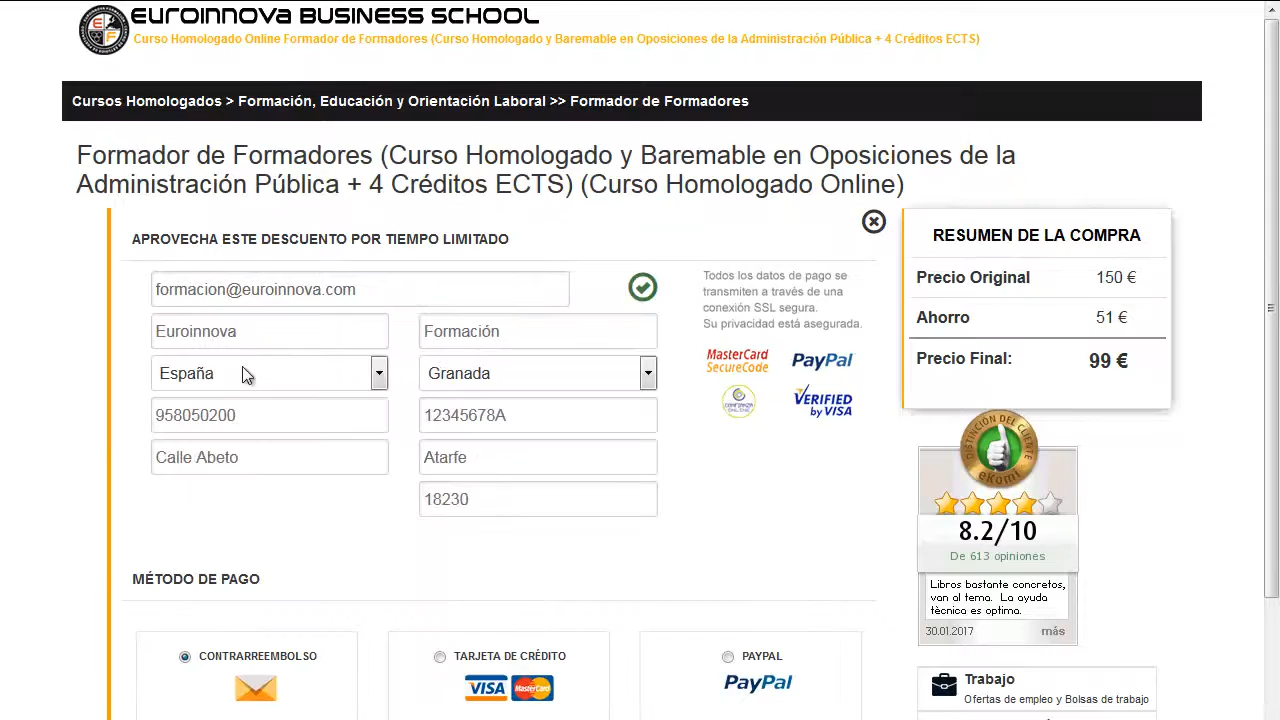 EUROINNOVA BUSINESS SCHOOL
Curso Homologado Online Formador de Formadores (Curso Homologado y Baremable en Oposiciones de la Administración Pública + 4 Créditos ECTS)
Cursos Homologados > Formación, Educación y Orientación Laboral >> Formador de Formadores
Formador de Formadores (Curso Homologado y Baremable en Oposiciones de la
Administración Pública + 4 Créditos ECTS) (Curso Homologado Online)
APROVECHA ESTE DESCUENTO POR TIEMPO LIMITADO
formacion@euroinnova.com
Euroinnova
Formación
España
Granada
958050200
12345678A
Calle Abeto
Atarfe
18230
Todos los datos de pago se
transmiten a través de una
conexión SSL segura.
Su privacidad está asegurada.
MasterCard
SecureCode
PayPal
CONFIANZA
ONLINE
VERIFIED
by VISA
RESUMEN DE LA COMPRA
Precio Original 150 €
Ahorro 51 €
Precio Final: 99 €
DISTINCIÓN DEL CLIENTE
eKomi
8.2/10
De 613 opiniones
Libros bastante concretos,
van al tema. La ayuda
tècnica es optima.
30.01.2017 más
Trabajo
Ofertas de empleo y Bolsas de trabajo
MÉTODO DE PAGO
CONTRARREEMBOLSO
TARJETA DE CRÉDITO
VISA
MasterCard
PAYPAL
PayPal